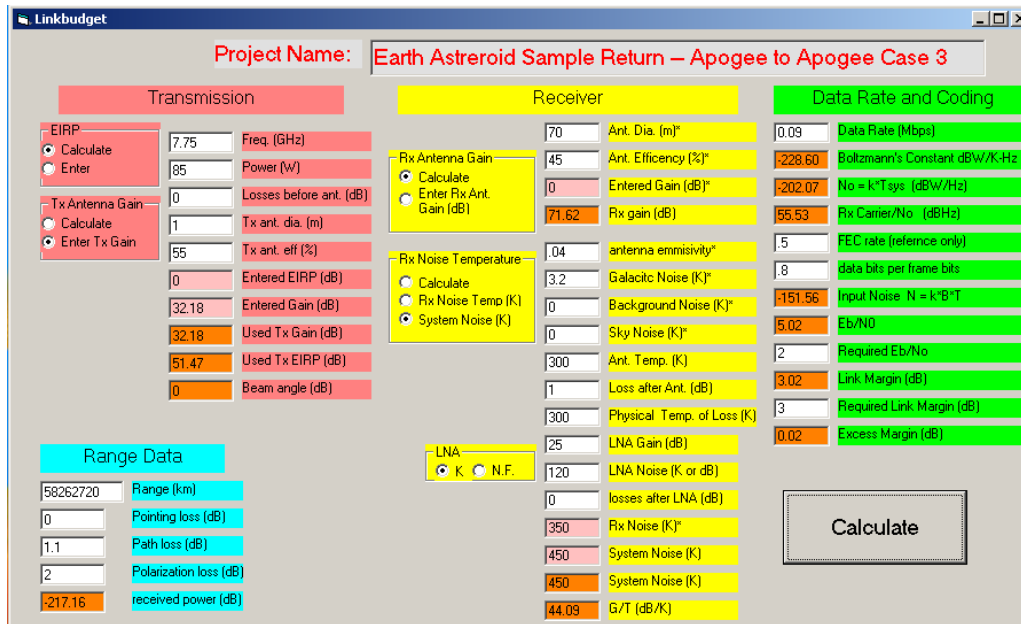 Linkbudget
Project Name: Earth Astreroid Sample Return – Apogee to Apogee Case 3
Transmission
EIRP
Calculate
Enter
Tx Antenna Gain
Calculate
Enter Tx Gain
7.75 Freq. (GHz)
85 Power (W)
0 Losses before ant. (dB)
1 Tx ant. dia. (m)
55 Tx ant. eff (%)
0 Entered EIRP (dB)
32.18 Entered Gain (dB)
32.18 Used Tx Gain (dB)
51.47 Used Tx EIRP (dB)
0 Beam angle (dB)
Range Data
58262720 Range (km)
0 Pointing loss (dB)
1.1 Path loss (dB)
2 Polarization loss (dB)
-217.16 received power (dB)
Receiver
Rx Antenna Gain
Calculate
Enter Rx Ant.
Gain (dB)
Rx Noise Temperature
Calculate
Rx Noise Temp (K)
System Noise (K)
LNA
K N.F.
70 Ant. Dia. (m)*
45 Ant. Efficency (%)*
0 Entered Gain (dB)*
71.62 Rx gain (dB)
.04 antenna emmisivity*
3.2 Galacitc Noise (K)*
0 Background Noise (K)*
0 Sky Noise (K)*
300 Ant. Temp. (K)
1 Loss after Ant. (dB)
300 Physical Temp. of Loss (K)
25 LNA Gain (dB)
120 LNA Noise (K or dB)
0 losses after LNA (dB)
350 Rx Noise (K)*
450 System Noise (K)
450 System Noise (K)
44.09 G/T (dB/K)
Data Rate and Coding
0.09 Data Rate (Mbps)
-228.60 Boltzmann's Constant dBW/K-Hz
-202.07 No = k*Tsys (dBW/Hz)
55.53 Rx Carrier/No (dBHz)
.5 FEC rate (refernce only)
.8 data bits per frame bits
-151.56 Input Noise N = k*B*T
5.02 Eb/N0
2 Required Eb/No
3.02 Link Margin (dB)
3 Required Link Margin (dB)
0.02 Excess Margin (dB)
Calculate